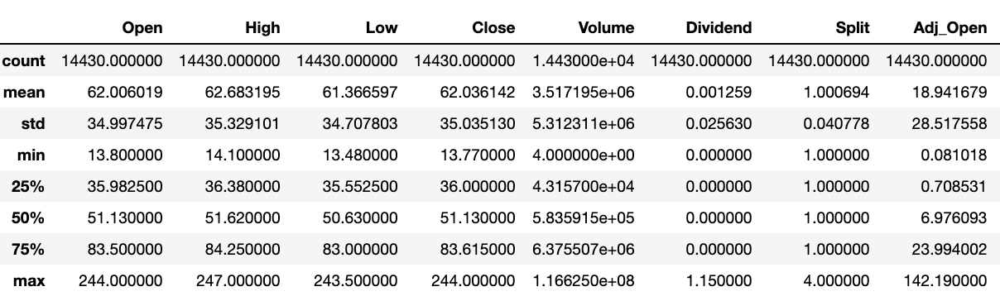 Open High Low Close Volume Dividend Split Adj_Open
count 14430.000000 14430.000000 14430.000000 14430.000000 1.443000e+04 14430.000000 14430.000000 14430.000000
mean 62.006019 62.683195 61.366597 62.036142 3.517195e+06 0.001259 1.000694 18.941679
std 34.997475 35.329101 34.707803 35.035130 5.312311e+06 0.025630 0.040778 28.517558
min 13.800000 14.100000 13.480000 13.770000 4.000000e+00 0.000000 1.000000 0.081018
25% 35.982500 36.380000 35.552500 36.000000 4.315700e+04 0.000000 1.000000 0.708531
50% 51.130000 51.620000 50.630000 51.130000 5.835915e+05 0.000000 1.000000 6.976093
75% 83.500000 84.250000 83.000000 83.615000 6.375507e+06 0.000000 1.000000 23.994002
max 244.000000 247.000000 243.500000 244.000000 1.166250e+08 1.150000 4.000000 142.190000